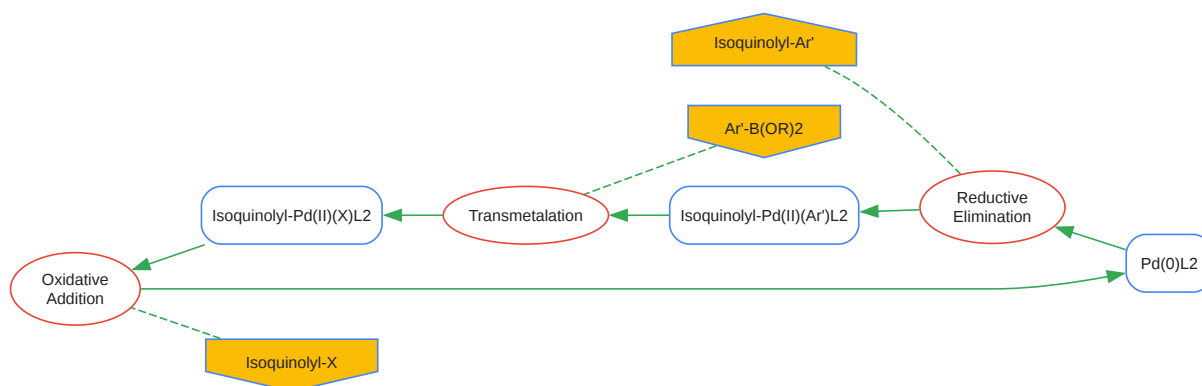 Isoquinolyl-Ar'
Ar'-B(OR)2
Reductive
Elimination
Isoquinolyl-Pd(II)(X)L2
Transmetalation
Isoquinolyl-Pd(II)(Ar')L2
Pd(0)L2
Oxidative
Addition
Isoquinolyl-X